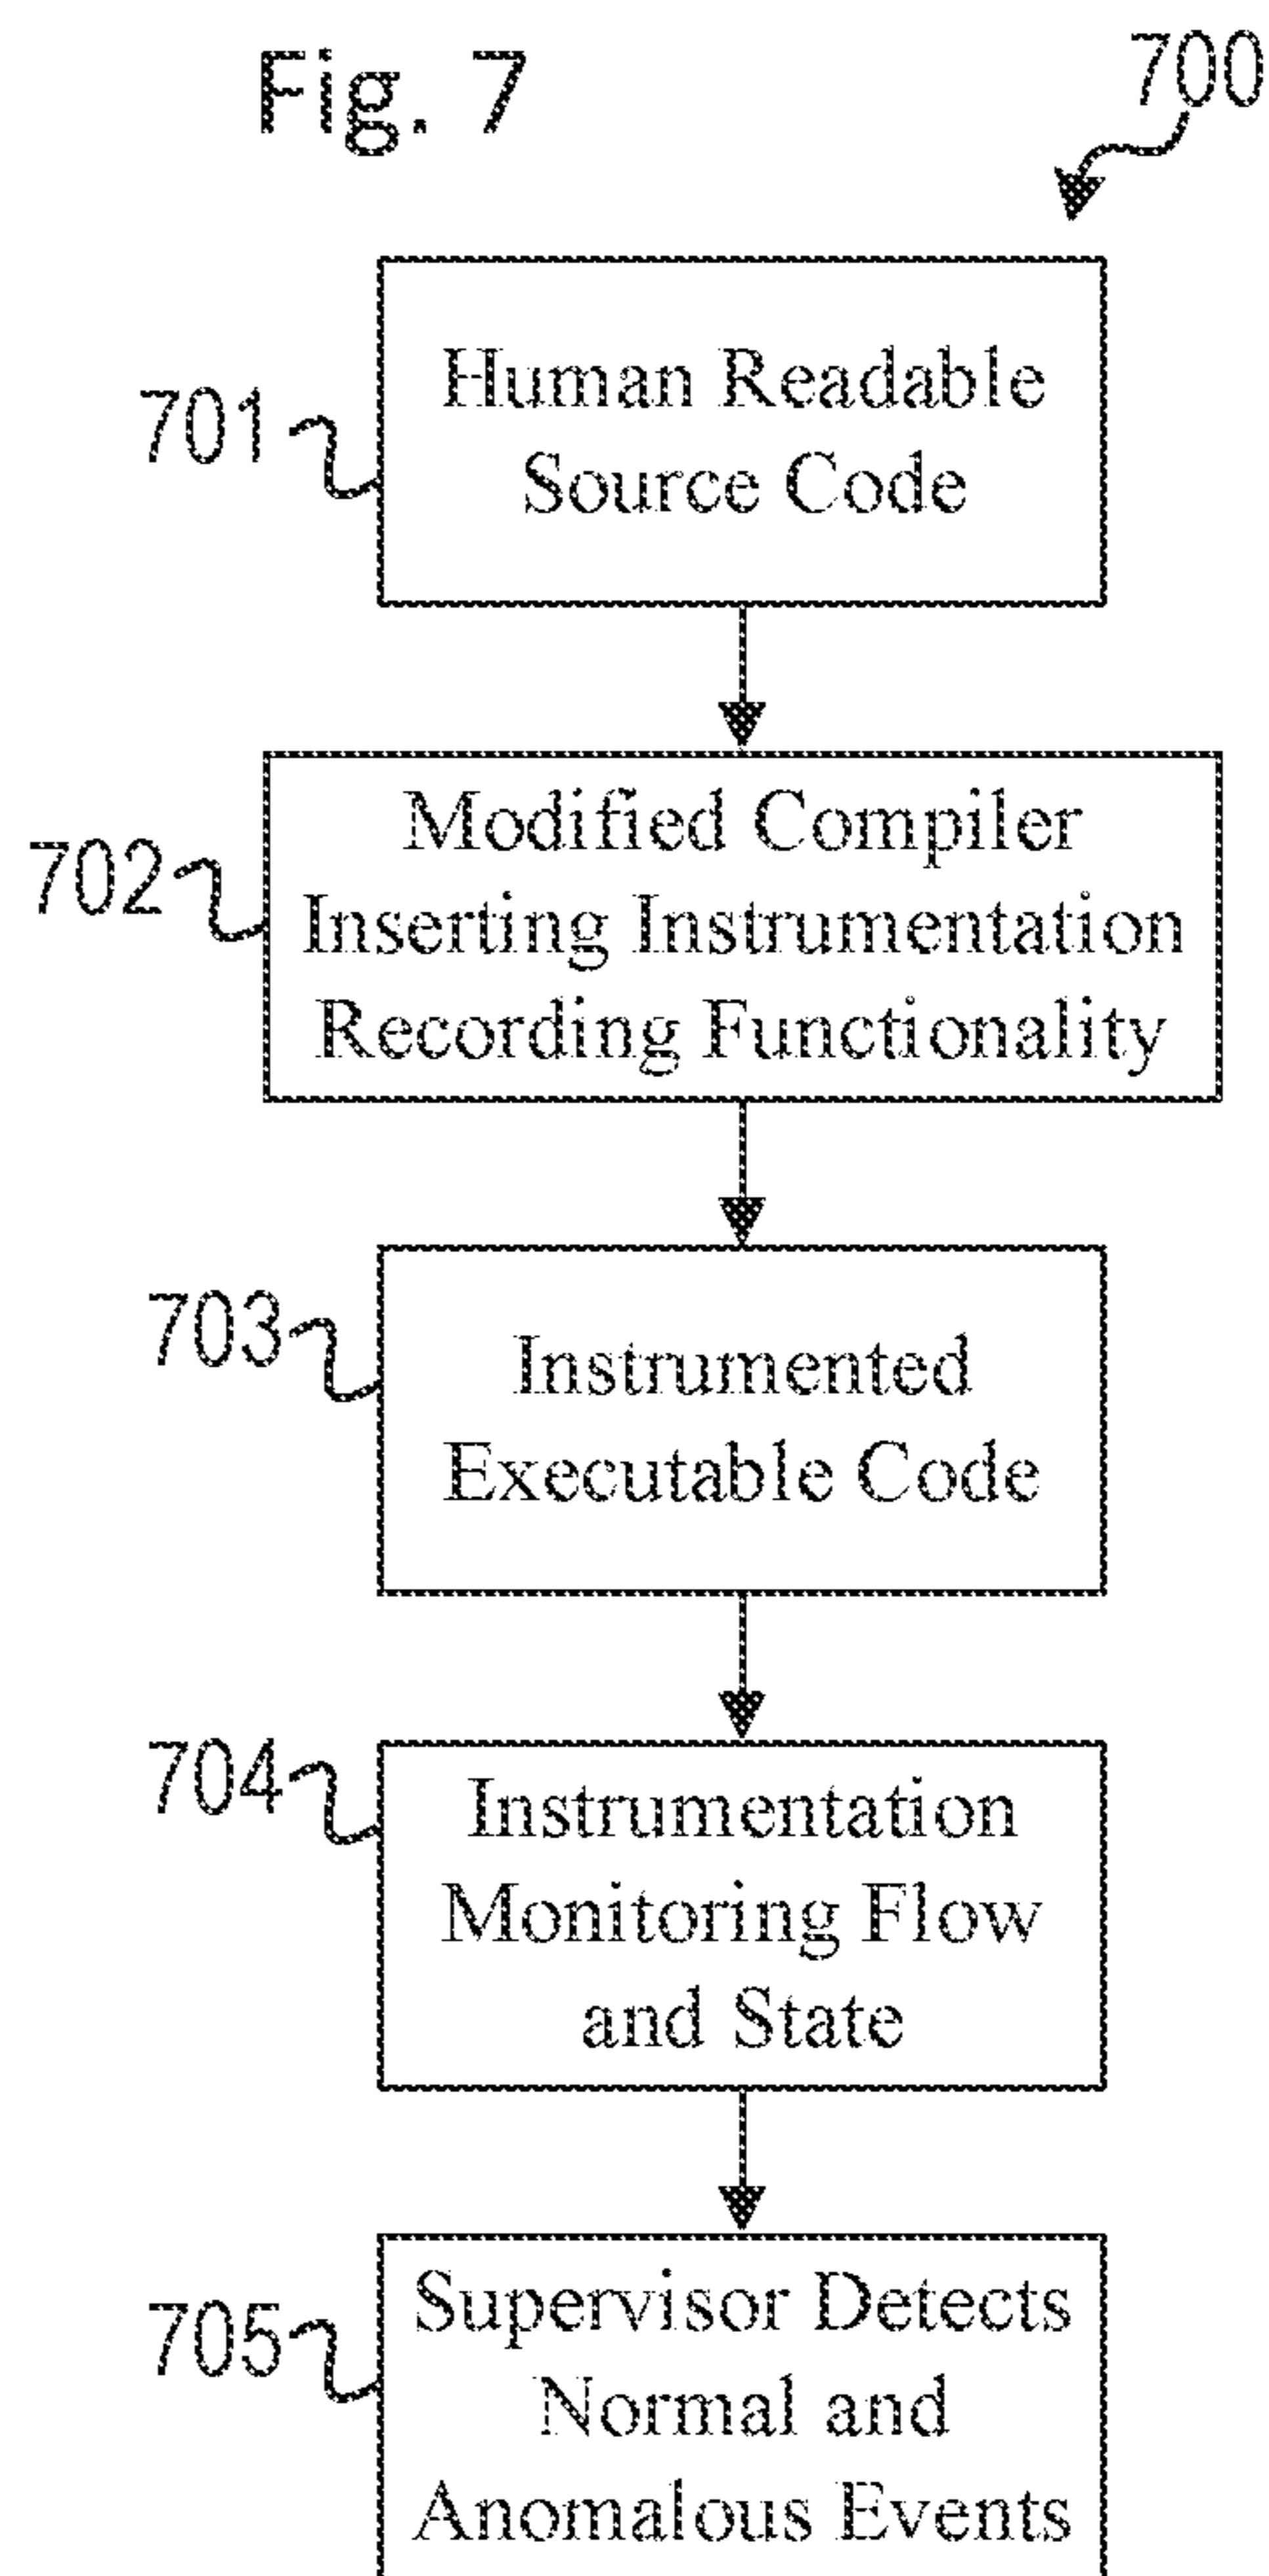 Fig. 7
700
Human Readable
Source Code
701
Modified Compiler
Inserting Instrumentation
Recording Functionality
702
Instrumented
Executable Code
703
Instrumentation
Monitoring Flow
and State
704
Supervisor Detects
Normal and
Anomalous Events
705